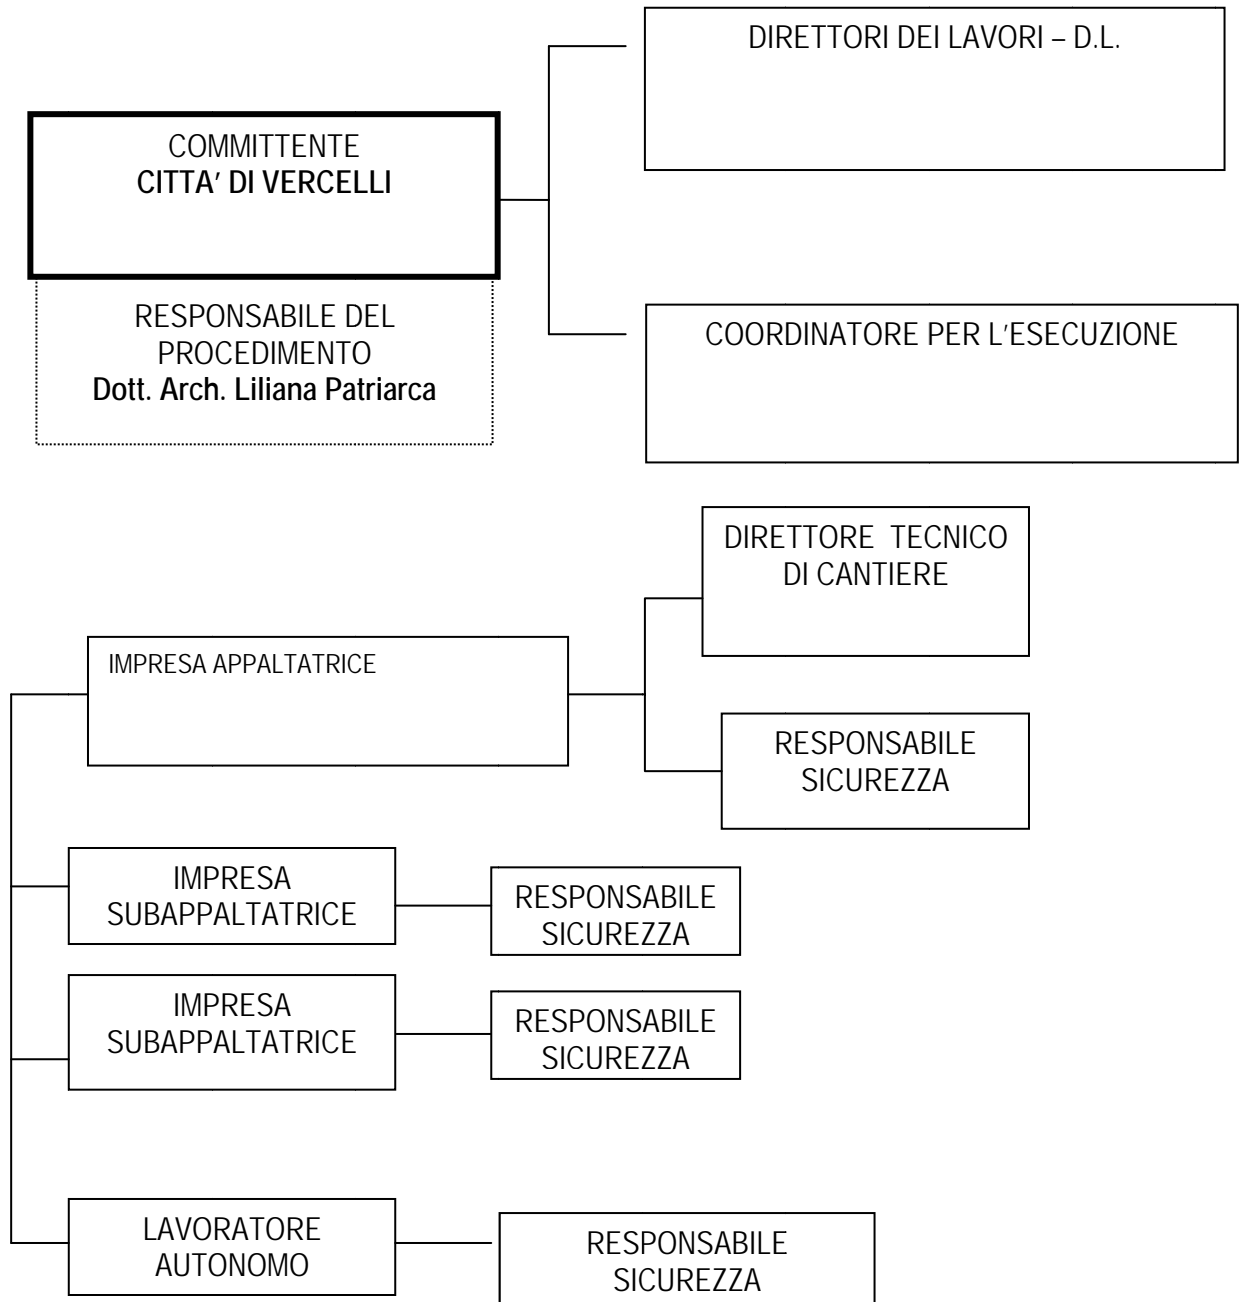 DIRETTORI DEI LAVORI – D.L.
COMMITTENTE
CITTA' DI VERCELLI
RESPONSABILE DEL
PROCEDIMENTO
Dott. Arch. Liliana Patriarca
COORDINATORE PER L'ESECUZIONE
DIRETTORE TECNICO
DI CANTIERE
IMPRESA APPALTATRICE
RESPONSABILE
SICUREZZA
IMPRESA
SUBAPPALTATRICE
RESPONSABILE
SICUREZZA
IMPRESA
SUBAPPALTATRICE
RESPONSABILE
SICUREZZA
LAVORATORE
AUTONOMO
RESPONSABILE
SICUREZZA